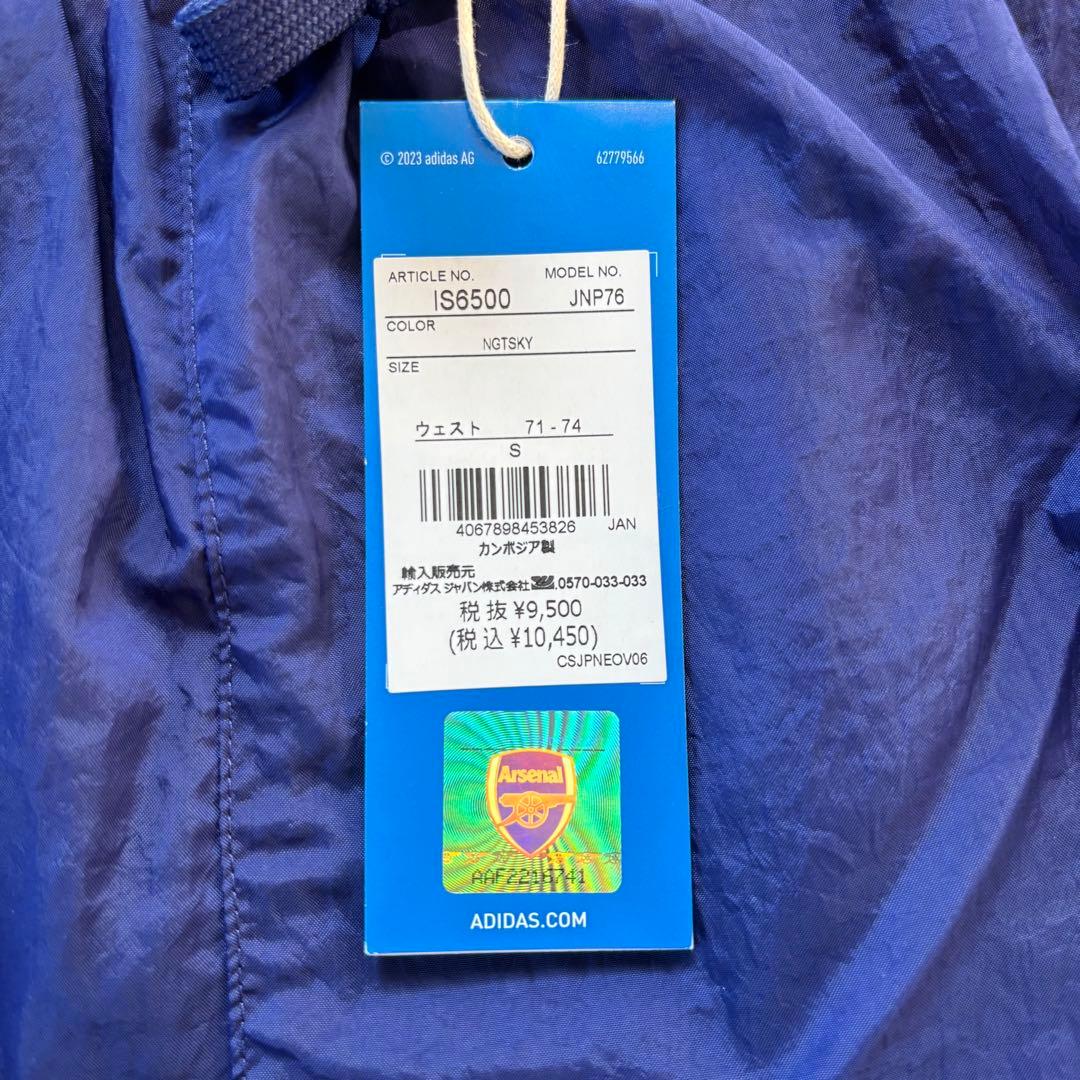 © 2023 adidas AG 62779566
ARTICLE NO. MODEL NO.
IS6500 JNP76
COLOR
NGTSKY
SIZE
ウェスト 71 - 74
S
4067898453826 JAN
カンボジア製
輸入販売元
アディダス ジャパン株式会社 .0570-033-033
税抜 ¥9,500
(税込 ¥10,450)
CSJPNEOV06
Arsenal
AAF2216741
ADIDAS.COM